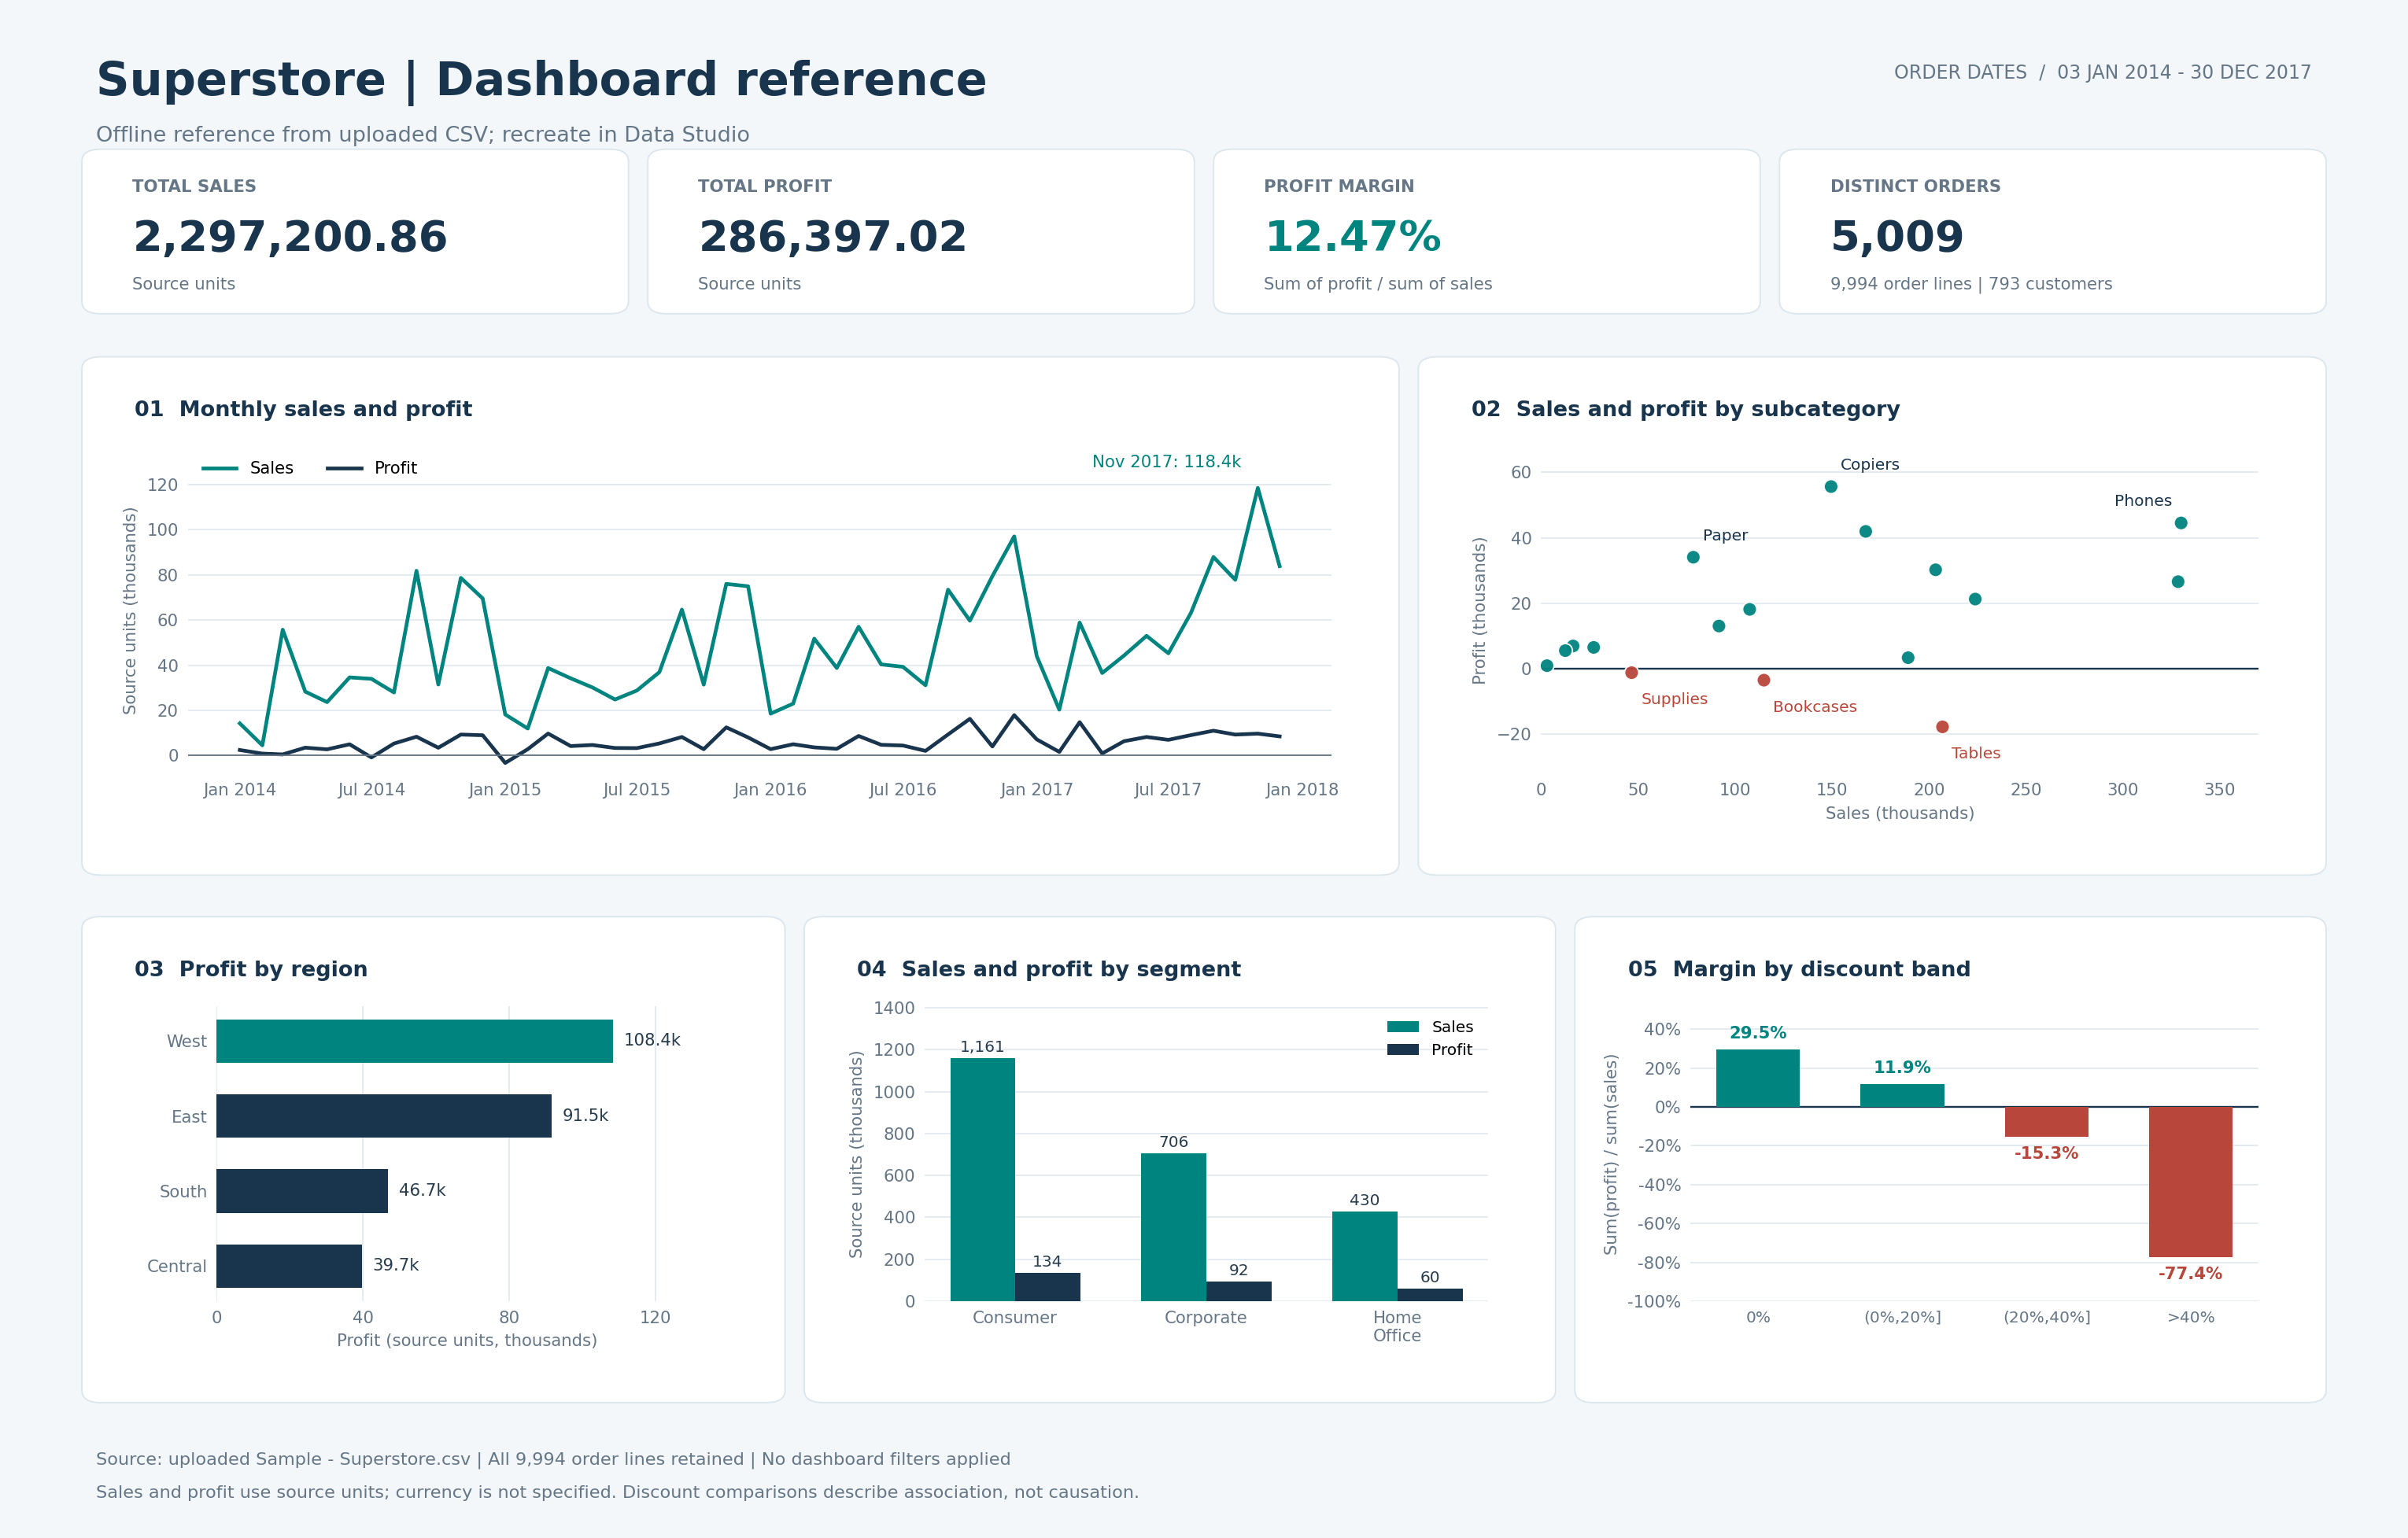 Superstore | Dashboard reference
ORDER DATES / 03 JAN 2014 - 30 DEC 2017
Offline reference from uploaded CSV; recreate in Data Studio
TOTAL SALES
2,297,200.86
Source units
TOTAL PROFIT
286,397.02
Source units
PROFIT MARGIN
12.47%
Sum of profit / sum of sales
DISTINCT ORDERS
5,009
9,994 order lines | 793 customers
01 Monthly sales and profit
Sales
Profit
Nov 2017: 118.4k
Source units (thousands)
120
100
80
60
40
20
0
Jan 2014
Jul 2014
Jan 2015
Jul 2015
Jan 2016
Jul 2016
Jan 2017
Jul 2017
Jan 2018
02 Sales and profit by subcategory
Profit (thousands)
60
40
20
0
−20
Copiers
Phones
Paper
Supplies
Bookcases
Tables
0
50
100
150
200
250
300
350
Sales (thousands)
03 Profit by region
West
108.4k
East
91.5k
South
46.7k
Central
39.7k
0
40
80
120
Profit (source units, thousands)
04 Sales and profit by segment
Source units (thousands)
1400
1200
1000
800
600
400
200
0
Sales
Profit
1,161
134
706
92
430
60
Consumer
Corporate
Home
Office
05 Margin by discount band
Sum(profit) / sum(sales)
40%
20%
0%
-20%
-40%
-60%
-80%
-100%
29.5%
11.9%
-15.3%
-77.4%
0%
(0%,20%]
(20%,40%]
>40%
Source: uploaded Sample - Superstore.csv | All 9,994 order lines retained | No dashboard filters applied
Sales and profit use source units; currency is not specified. Discount comparisons describe association, not causation.